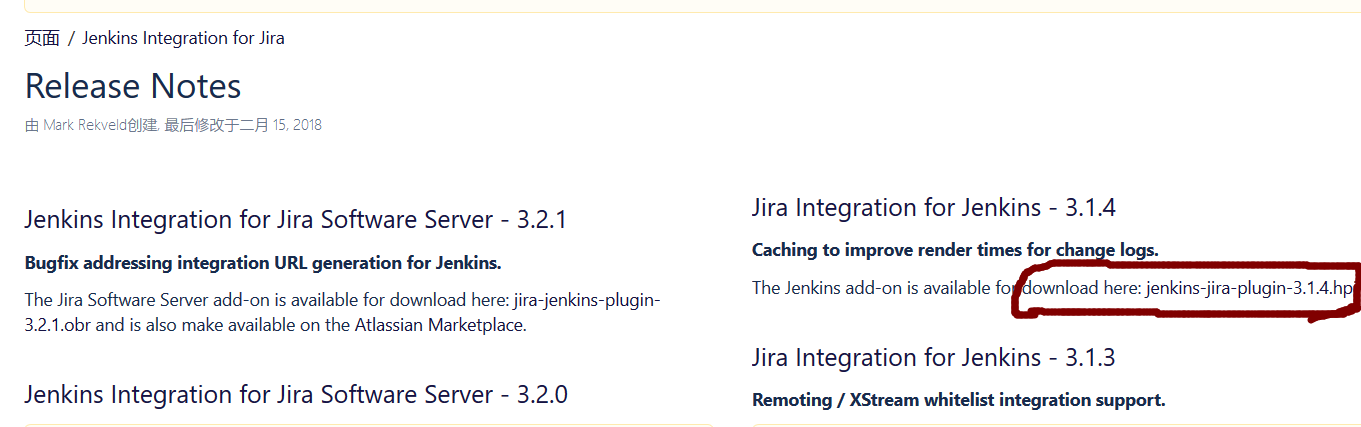 页面 / Jenkins Integration for Jira
Release Notes
由 Mark Rekveld创建, 最后修改于二月 15, 2018
Jenkins Integration for Jira Software Server - 3.2.1
Bugfix addressing integration URL generation for Jenkins.
The Jira Software Server add-on is available for download here: jira-jenkins-plugin-
3.2.1.obr and is also make available on the Atlassian Marketplace.
Jenkins Integration for Jira Software Server - 3.2.0
Jira Integration for Jenkins - 3.1.4
Caching to improve render times for change logs.
The Jenkins add-on is available for download here: jenkins-jira-plugin-3.1.4.hpi
Jira Integration for Jenkins - 3.1.3
Remoting / XStream whitelist integration support.